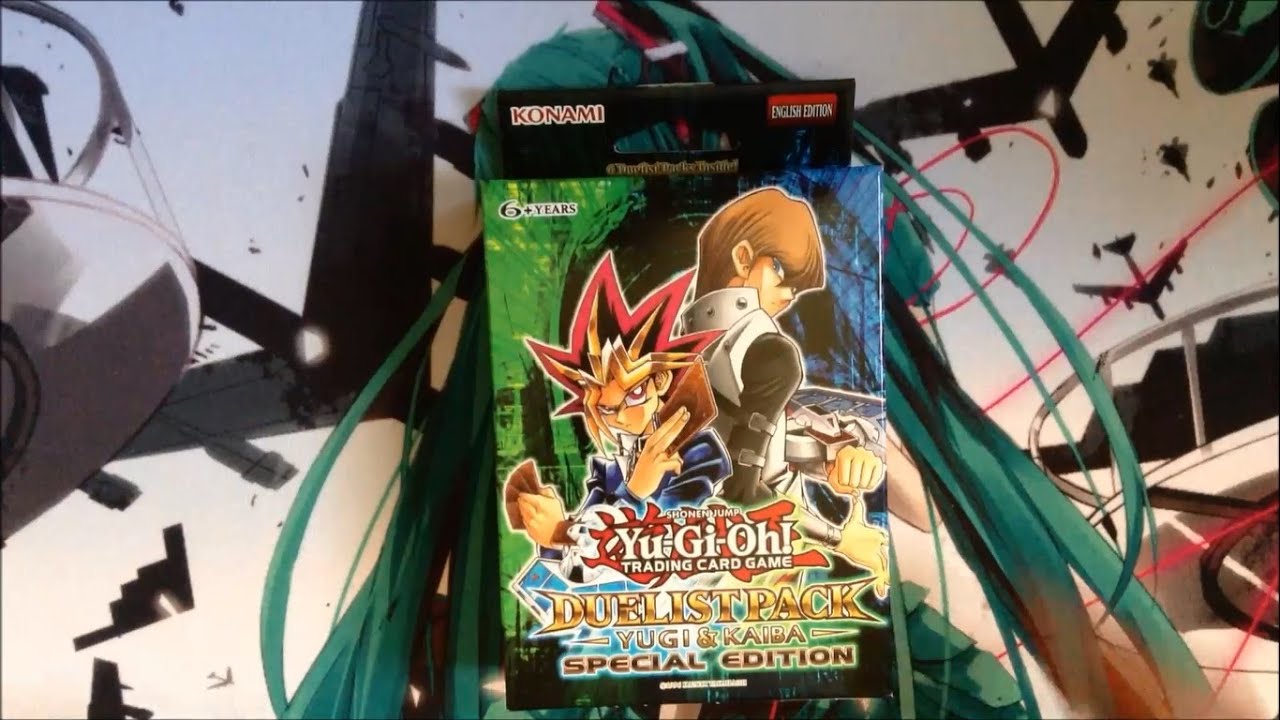 KONAMI
ENGLISH EDITION
6+YEARS
SHONEN JUMP
Yu-Gi-Oh!
TRADING CARD GAME
DUELIST PACK
YUGI & KAIBA
SPECIAL EDITION